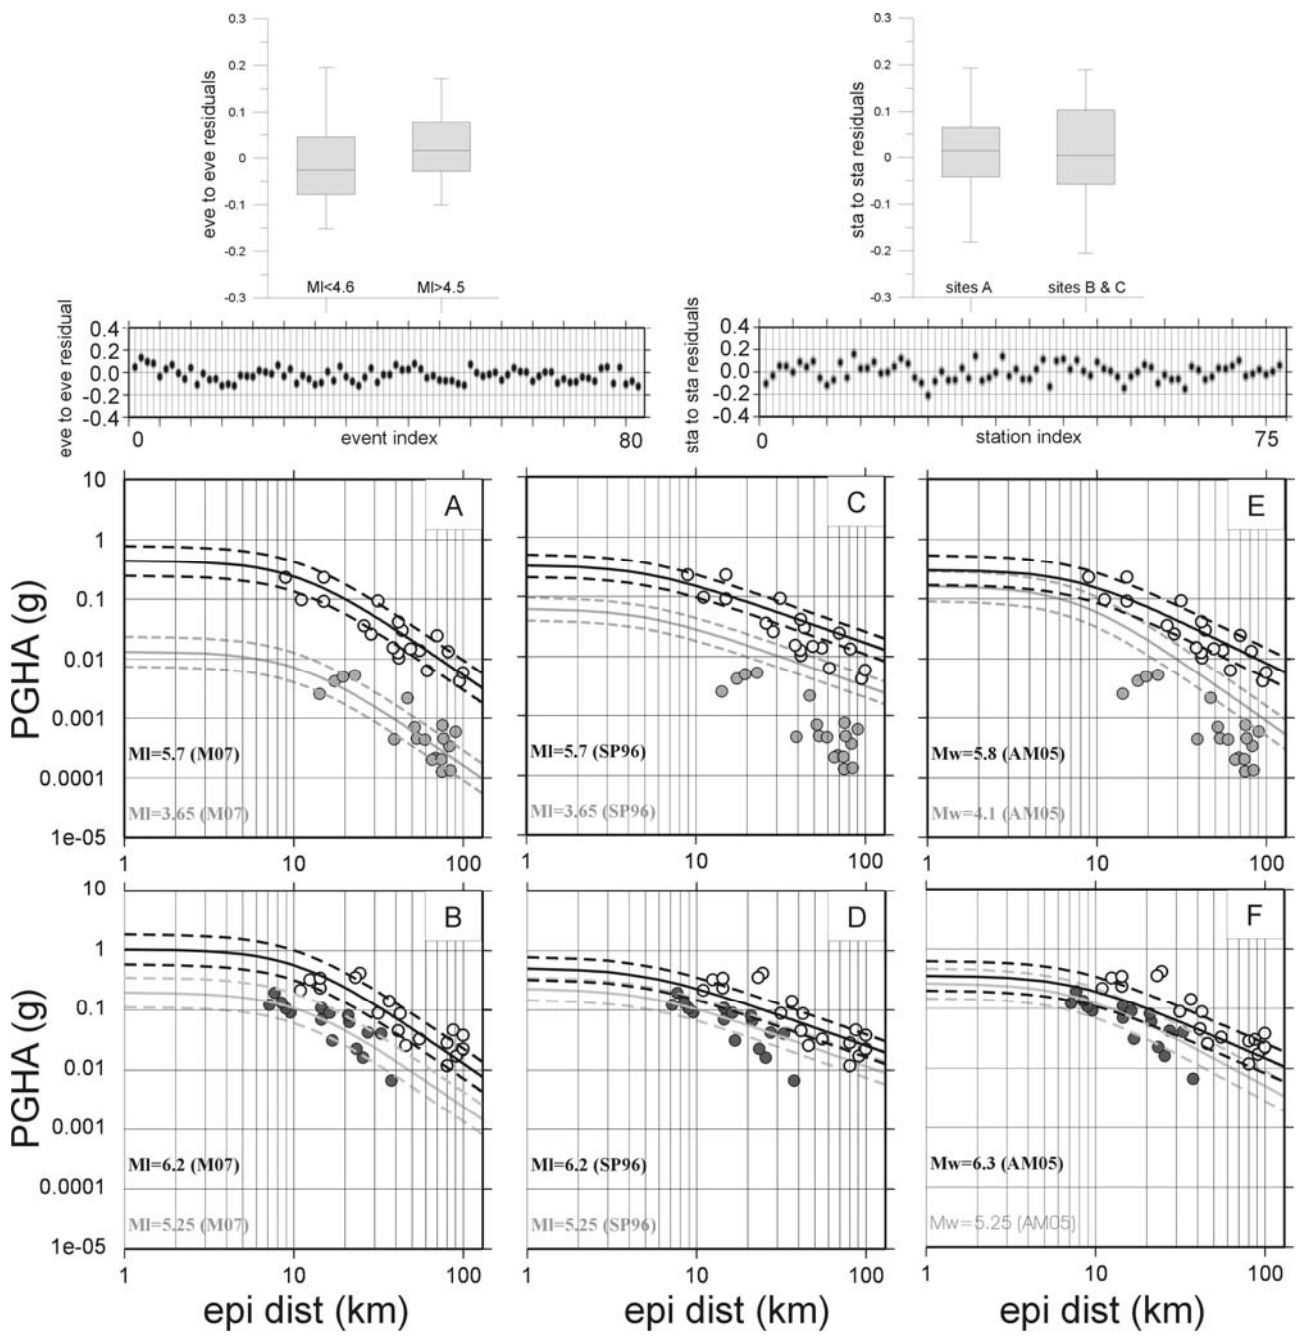 0.3
0.2
0.1
0
-0.1
-0.2
-0.3
eve to eve residuals
Ml<4.6 Ml>4.5
0.3
0.2
0.1
0
-0.1
-0.2
-0.3
sta to sta residuals
sites A sites B & C
0.4
0.2
0.0
-0.2
-0.4
eve to eve residual
0 event index 80
0.4
0.2
0.0
-0.2
-0.4
sta to sta residuals
0 station index 75
10
1
0.1
0.01
0.001
0.0001
1e-05
PGHA (g)
A
Ml=5.7 (M07)
Ml=3.65 (M07)
1 10 100
C
Ml=5.7 (SP96)
Ml=3.65 (SP96)
1 10 100
E
Mw=5.8 (AM05)
Mw=4.1 (AM05)
1 10 100
10
1
0.1
0.01
0.001
0.0001
1e-05
PGHA (g)
B
Ml=6.2 (M07)
Ml=5.25 (M07)
1 10 100
epi dist (km)
D
Ml=6.2 (SP96)
Ml=5.25 (SP96)
1 10 100
epi dist (km)
F
Mw=6.3 (AM05)
Mw=5.25 (AM05)
1 10 100
epi dist (km)